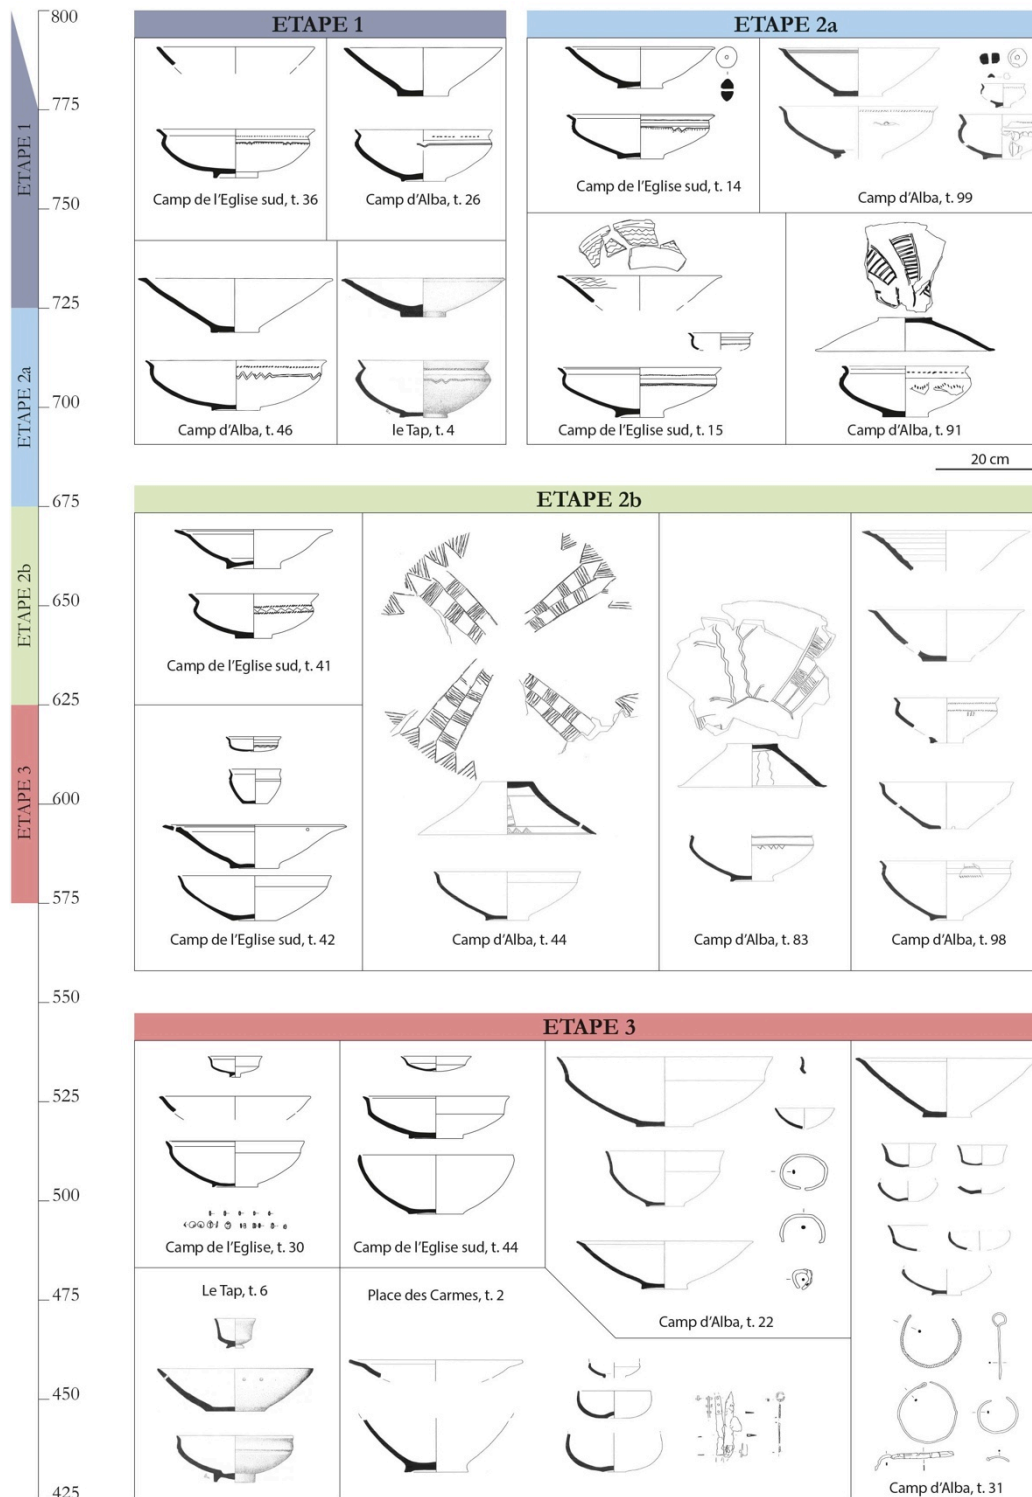 800
775
750
725
700
675
650
625
600
575
550
525
500
475
450
425
ETAPE 1
ETAPE 2a
ETAPE 2b
ETAPE 3
ETAPE 1
Camp de l'Eglise sud, t. 36
Camp d'Alba, t. 26
Camp d'Alba, t. 46
le Tap, t. 4
ETAPE 2a
Camp de l'Eglise sud, t. 14
Camp d'Alba, t. 99
Camp de l'Eglise sud, t. 15
Camp d'Alba, t. 91
20 cm
ETAPE 2b
Camp de l'Eglise sud, t. 41
Camp de l'Eglise sud, t. 42
Camp d'Alba, t. 44
Camp d'Alba, t. 83
Camp d'Alba, t. 98
ETAPE 3
Camp de l'Eglise, t. 30
Camp de l'Eglise sud, t. 44
Camp d'Alba, t. 22
Le Tap, t. 6
Place des Carmes, t. 2
Camp d'Alba, t. 31